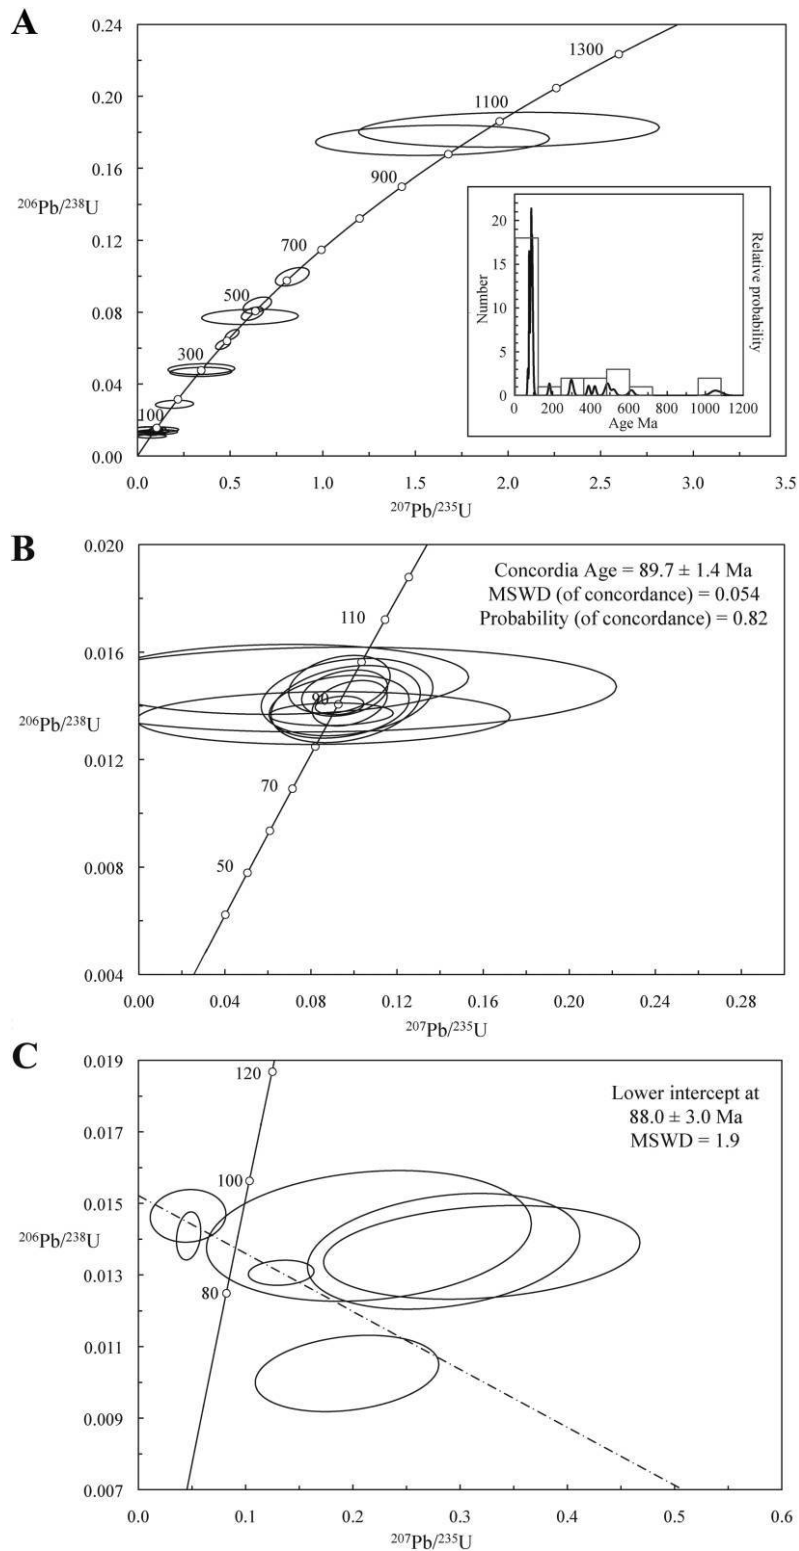 A
0.24
0.20
0.16
0.12
0.08
0.04
0.00
²⁰⁶Pb/²³⁸U
1300
1100
900
700
500
300
100
0.0
0.5
1.0
1.5
2.0
2.5
3.0
3.5
²⁰⁷Pb/²³⁵U
20
15
10
5
0
Number
Relative probability
0 200 400 600 800 1000 1200
Age Ma
B
0.020
0.016
0.012
0.008
0.004
²⁰⁶Pb/²³⁸U
Concordia Age = 89.7 ± 1.4 Ma
MSWD (of concordance) = 0.054
Probability (of concordance) = 0.82
110
90
70
50
0.00 0.04 0.08 0.12 0.16 0.20 0.24 0.28
²⁰⁷Pb/²³⁵U
C
0.019
0.017
0.015
0.013
0.011
0.009
0.007
²⁰⁶Pb/²³⁸U
Lower intercept at
88.0 ± 3.0 Ma
MSWD = 1.9
120
100
80
0.0 0.1 0.2 0.3 0.4 0.5 0.6
²⁰⁷Pb/²³⁵U